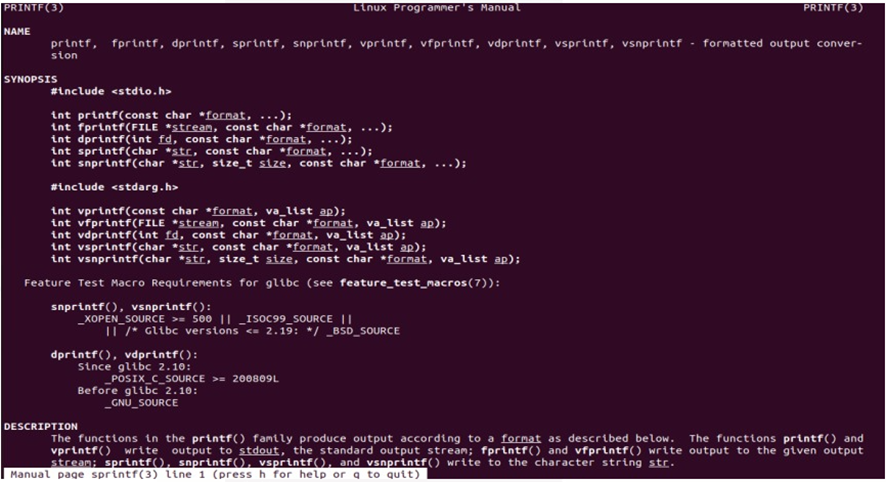 PRINTF(3) Linux Programmer's Manual PRINTF(3)
NAME
printf, fprintf, dprintf, sprintf, snprintf, vprintf, vfprintf, vdprintf, vsprintf, vsnprintf - formatted output conver-
sion
SYNOPSIS
#include <stdio.h>
int printf(const char *format, ...);
int fprintf(FILE *stream, const char *format, ...);
int dprintf(int fd, const char *format, ...);
int sprintf(char *str, const char *format, ...);
int snprintf(char *str, size_t size, const char *format, ...);
#include <stdarg.h>
int vprintf(const char *format, va_list ap);
int vfprintf(FILE *stream, const char *format, va_list ap);
int vdprintf(int fd, const char *format, va_list ap);
int vsprintf(char *str, const char *format, va_list ap);
int vsnprintf(char *str, size_t size, const char *format, va_list ap);
Feature Test Macro Requirements for glibc (see feature_test_macros(7)):
snprintf(), vsnprintf():
_XOPEN_SOURCE >= 500 || _ISOC99_SOURCE ||
|| /* Glibc versions <= 2.19: */ _BSD_SOURCE
dprintf(), vdprintf():
Since glibc 2.10:
_POSIX_C_SOURCE >= 200809L
Before glibc 2.10:
_GNU_SOURCE
DESCRIPTION
The functions in the printf() family produce output according to a format as described below. The functions printf() and
vprintf() write output to stdout, the standard output stream; fprintf() and vfprintf() write output to the given output
stream; sprintf(), snprintf(), vsprintf(), and vsnprintf() write to the character string str.
Manual page sprintf(3) line 1 (press h for help or q to quit)